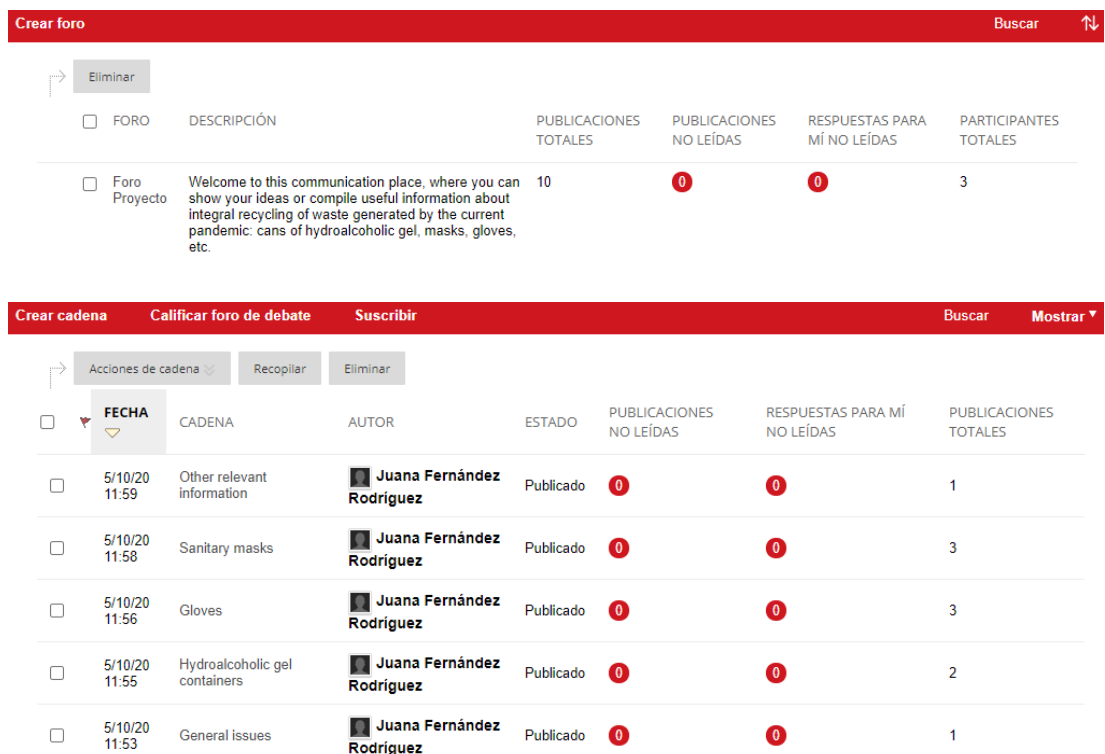 Crear foro Buscar
Eliminar
FORO DESCRIPCIÓN PUBLICACIONES TOTALES PUBLICACIONES NO LEÍDAS RESPUESTAS PARA MÍ NO LEÍDAS PARTICIPANTES TOTALES
Foro Proyecto
Welcome to this communication place, where you can
show your ideas or compile useful information about
integral recycling of waste generated by the current
pandemic: cans of hydroalcoholic gel, masks, gloves,
etc.
10 0 0 3
Crear cadena Calificar foro de debate Suscribir Buscar Mostrar
Acciones de cadena Recopilar Eliminar
FECHA CADENA AUTOR ESTADO PUBLICACIONES NO LEÍDAS RESPUESTAS PARA MÍ NO LEÍDAS PUBLICACIONES TOTALES
5/10/20 11:59 Other relevant information Juana Fernández Rodríguez Publicado 0 0 1
5/10/20 11:58 Sanitary masks Juana Fernández Rodríguez Publicado 0 0 3
5/10/20 11:56 Gloves Juana Fernández Rodríguez Publicado 0 0 3
5/10/20 11:55 Hydroalcoholic gel containers Juana Fernández Rodríguez Publicado 0 0 2
5/10/20 11:53 General issues Juana Fernández Rodríguez Publicado 0 0 1